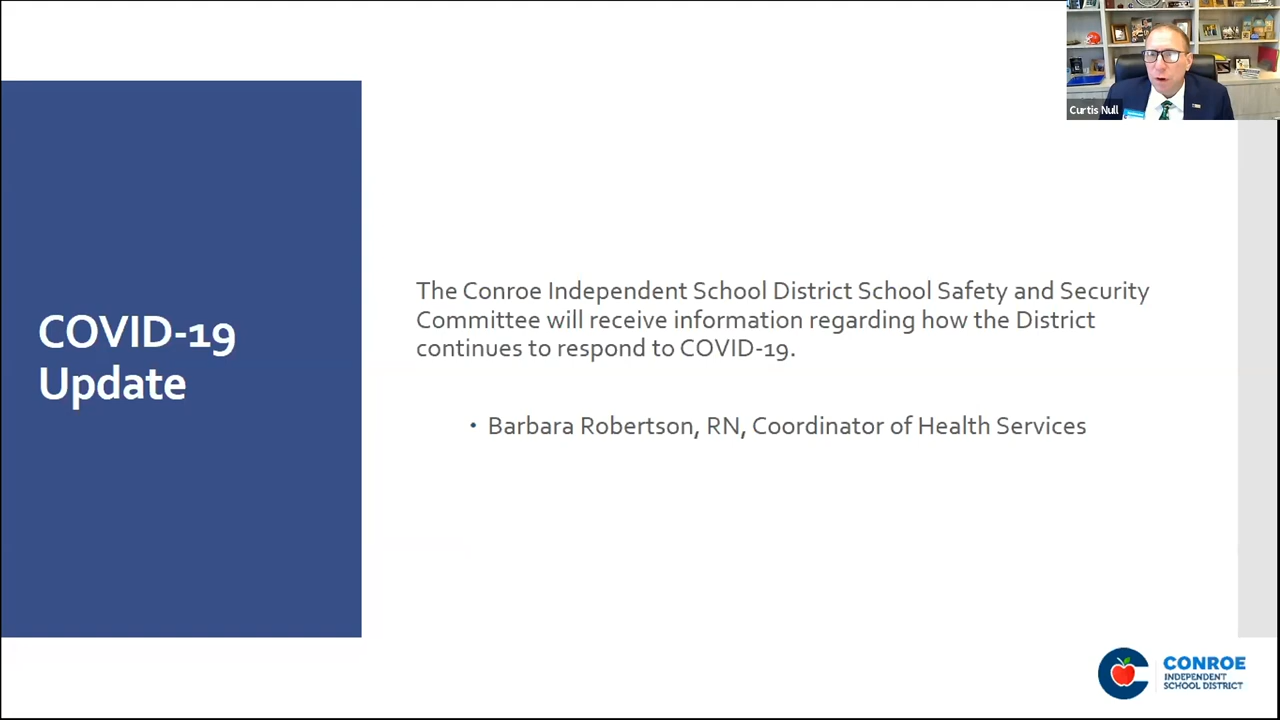 Curtis Null
COVID-19
Update
The Conroe Independent School District School Safety and Security
Committee will receive information regarding how the District
continues to respond to COVID-19.
• Barbara Robertson, RN, Coordinator of Health Services
CONROE
INDEPENDENT
SCHOOL DISTRICT